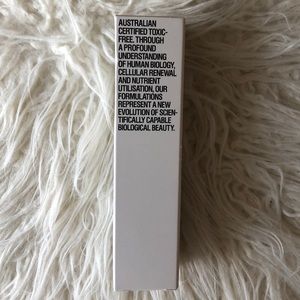 AUSTRALIAN
CERTIFIED TOXIC-
FREE. THROUGH
A PROFOUND
UNDERSTANDING
OF HUMAN BIOLOGY,
CELLULAR RENEWAL
AND NUTRIENT
UTILISATION, OUR
FORMULATIONS
REPRESENT A NEW
EVOLUTION OF SCIEN-
TIFICALLY CAPABLE
BIOLOGICAL BEAUTY.